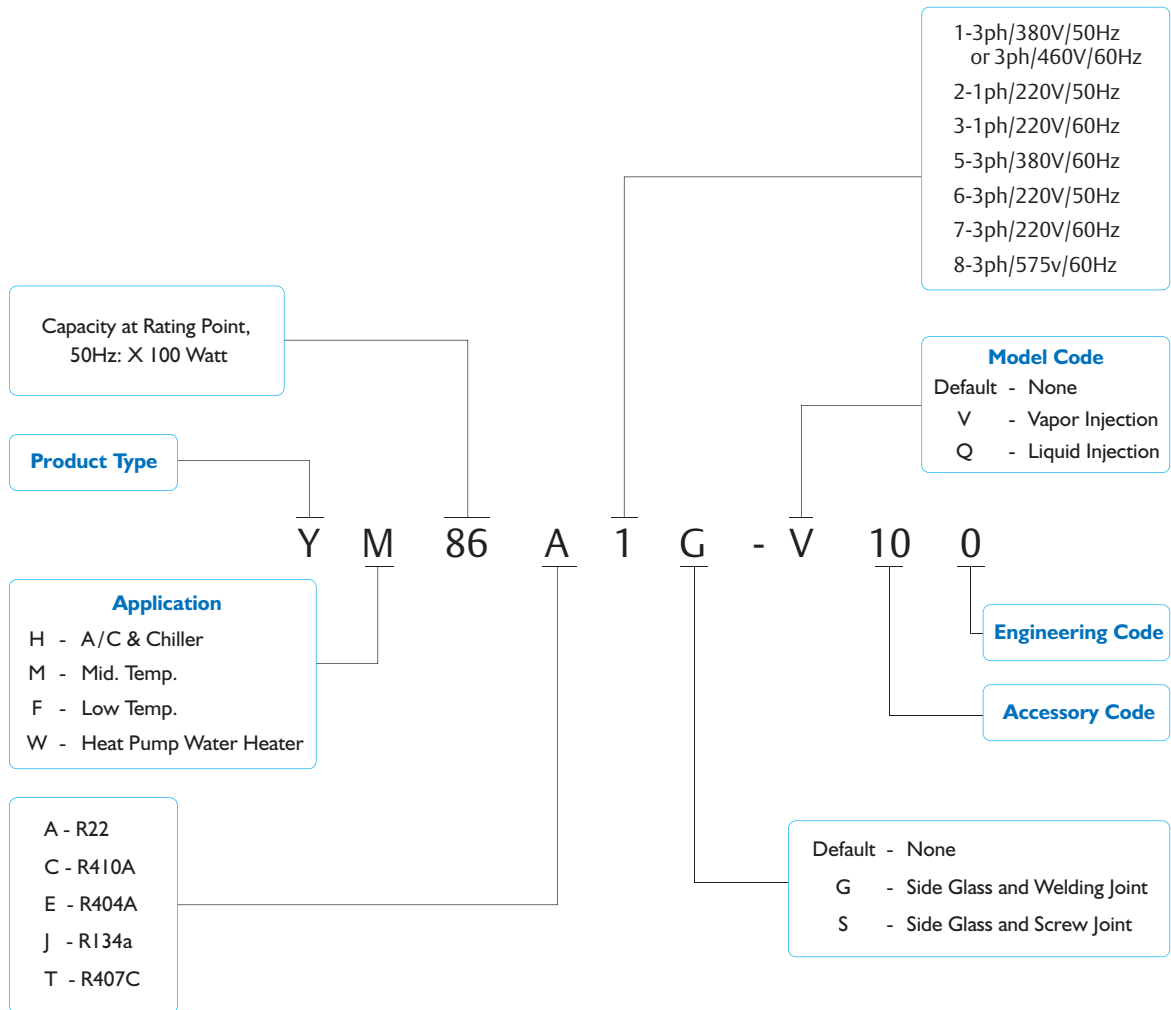 1-3ph/380V/50Hz
or 3ph/460V/60Hz
2-1ph/220V/50Hz
3-1ph/220V/60Hz
5-3ph/380V/60Hz
6-3ph/220V/50Hz
7-3ph/220V/60Hz
8-3ph/575v/60Hz
Capacity at Rating Point,
50Hz: X 100 Watt
Model Code
Default - None
V - Vapor Injection
Q - Liquid Injection
Product Type
Y M 86 A 1 G - V 10 0
Application
H - A/C & Chiller
M - Mid. Temp.
F - Low Temp.
W - Heat Pump Water Heater
Engineering Code
Accessory Code
A - R22
C - R410A
E - R404A
J - R134a
T - R407C
Default - None
G - Side Glass and Welding Joint
S - Side Glass and Screw Joint